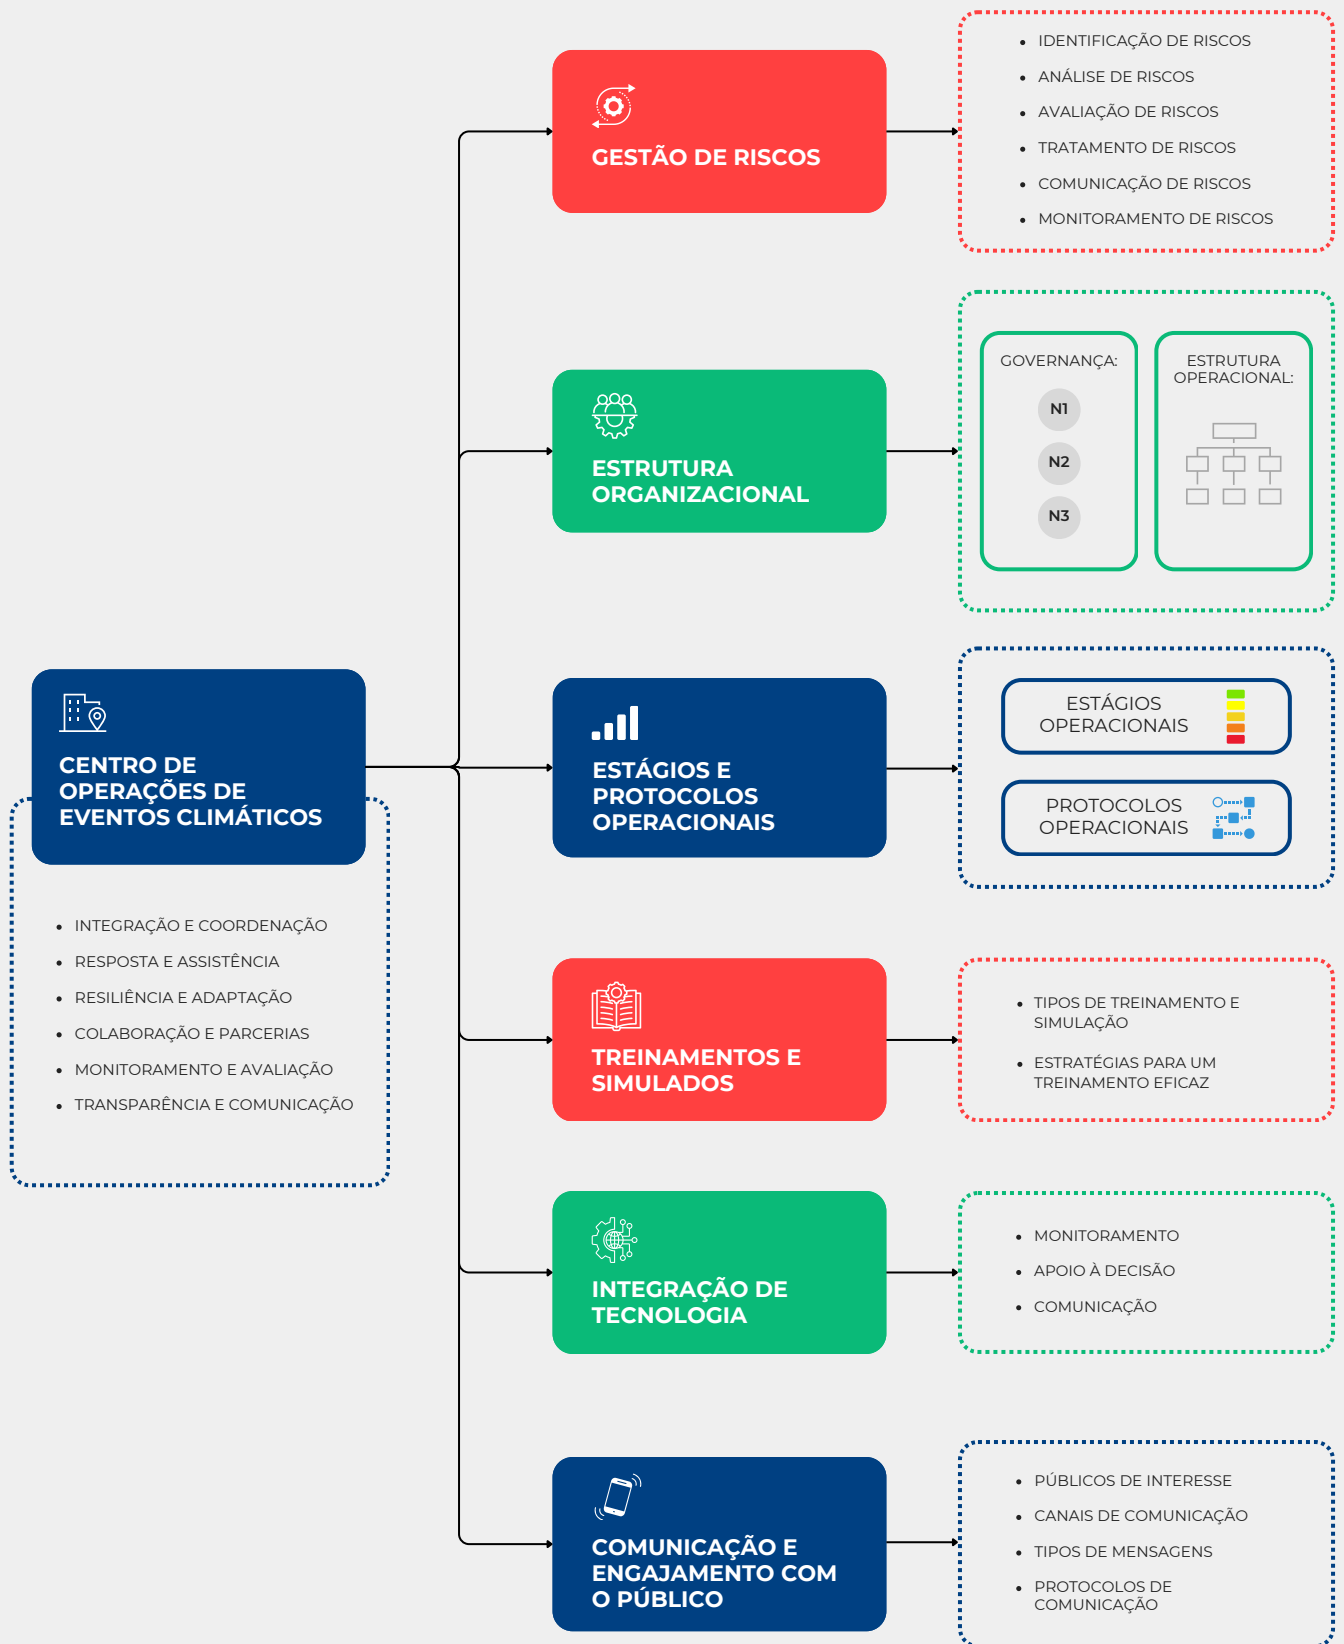 CENTRO DE
OPERAÇÕES DE
EVENTOS CLIMÁTICOS
INTEGRAÇÃO E COORDENAÇÃO
RESPOSTA E ASSISTÊNCIA
RESILIÊNCIA E ADAPTAÇÃO
COLABORAÇÃO E PARCERIAS
MONITORAMENTO E AVALIAÇÃO
TRANSPARÊNCIA E COMUNICAÇÃO
GESTÃO DE RISCOS
IDENTIFICAÇÃO DE RISCOS
ANÁLISE DE RISCOS
AVALIAÇÃO DE RISCOS
TRATAMENTO DE RISCOS
COMUNICAÇÃO DE RISCOS
MONITORAMENTO DE RISCOS
ESTRUTURA
ORGANIZACIONAL
GOVERNANÇA:
N1
N2
N3
ESTRUTURA
OPERACIONAL:
ESTÁGIOS E
PROTOCOLOS
OPERACIONAIS
ESTÁGIOS
OPERACIONAIS
PROTOCOLOS
OPERACIONAIS
TREINAMENTOS E
SIMULADOS
TIPOS DE TREINAMENTO E
SIMULAÇÃO
ESTRATÉGIAS PARA UM
TREINAMENTO EFICAZ
INTEGRAÇÃO DE
TECNOLOGIA
MONITORAMENTO
APOIO À DECISÃO
COMUNICAÇÃO
COMUNICAÇÃO E
ENGAJAMENTO COM
O PÚBLICO
PÚBLICOS DE INTERESSE
CANAIS DE COMUNICAÇÃO
TIPOS DE MENSAGENS
PROTOCOLOS DE
COMUNICAÇÃO